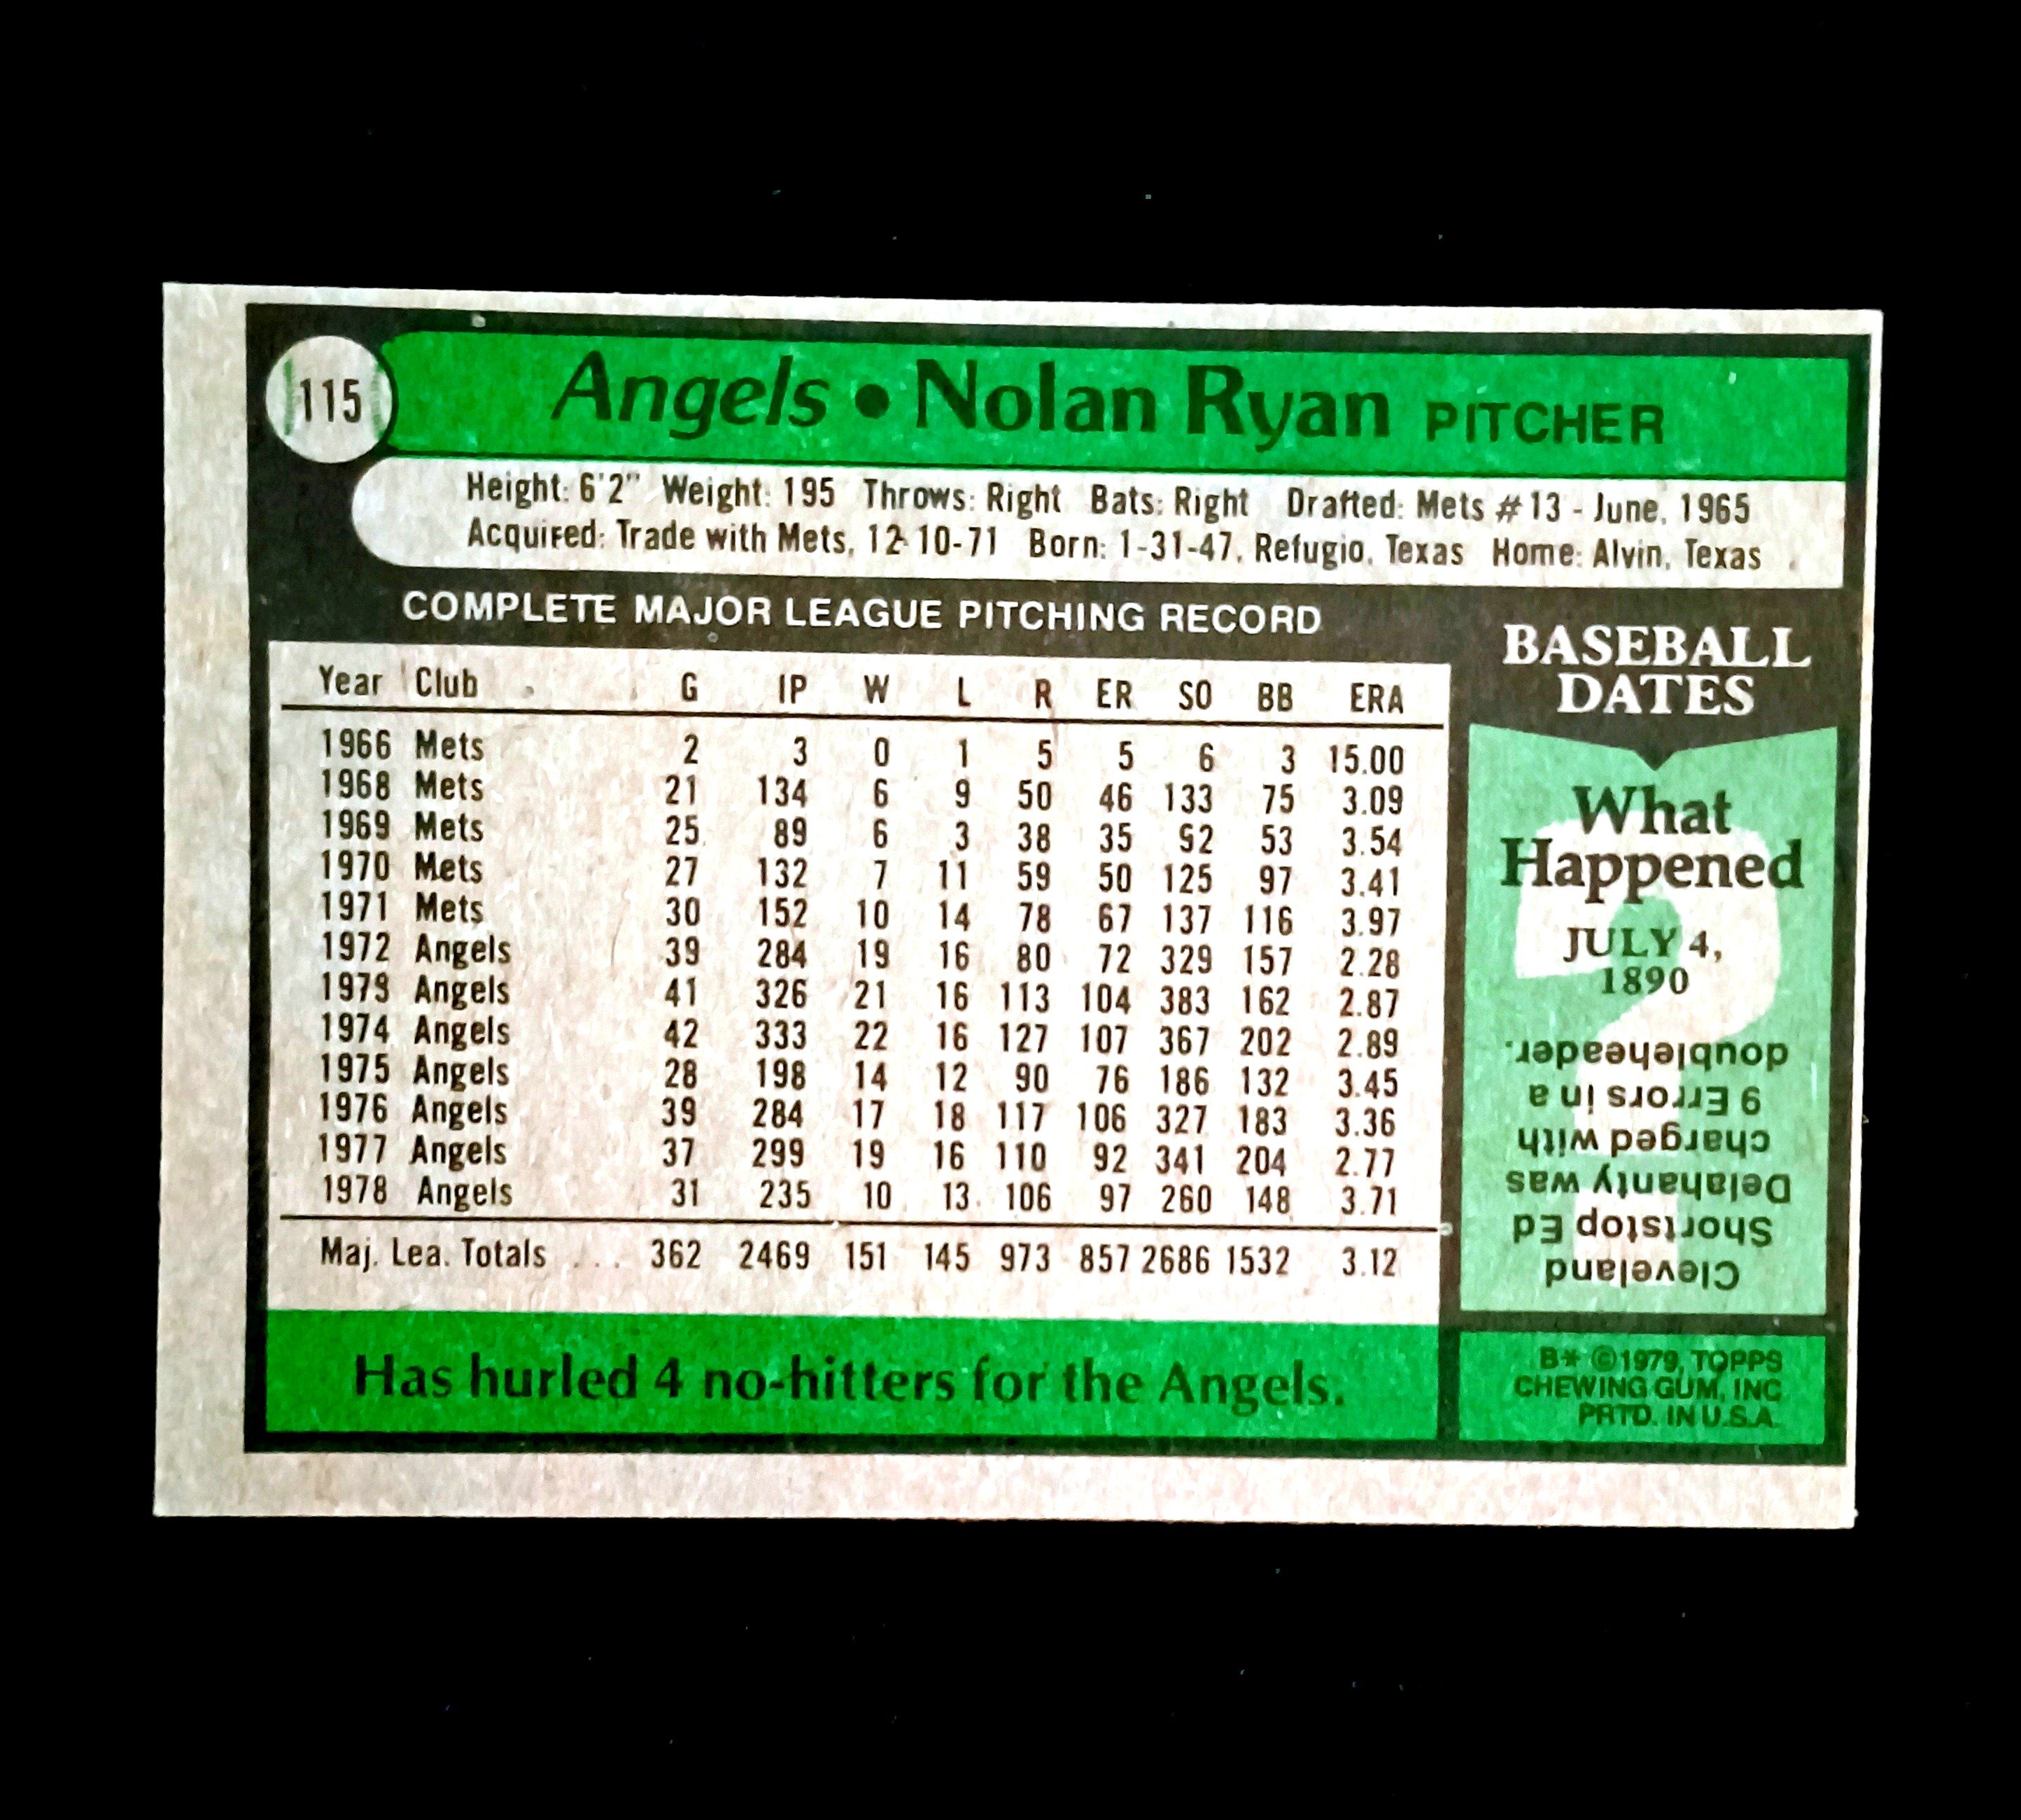 115
Angels • Nolan Ryan PITCHER
Height: 6'2" Weight: 195 Throws: Right Bats: Right Drafted: Mets #13 - June, 1965
Acquired: Trade with Mets, 12-10-71 Born: 1-31-47, Refugio, Texas Home: Alvin, Texas
COMPLETE MAJOR LEAGUE PITCHING RECORD
Year Club G IP W L R ER SO BB ERA
1966 Mets 2 3 0 1 5 5 6 3 15.00
1968 Mets 21 134 6 9 50 46 133 75 3.09
1969 Mets 25 89 6 3 38 35 92 53 3.54
1970 Mets 27 132 7 11 59 50 125 97 3.41
1971 Mets 30 152 10 14 78 67 137 116 3.97
1972 Angels 39 284 19 16 80 72 329 157 2.28
1973 Angels 41 326 21 16 113 104 383 162 2.87
1974 Angels 42 333 22 16 127 107 367 202 2.89
1975 Angels 28 198 14 12 90 76 186 132 3.45
1976 Angels 39 284 17 18 117 106 327 183 3.36
1977 Angels 37 299 19 16 110 92 341 204 2.77
1978 Angels 31 235 10 13 106 97 260 148 3.71
Maj. Lea. Totals ... 362 2469 151 145 973 857 2686 1532 3.12
Has hurled 4 no-hitters for the Angels.
BASEBALL
DATES
What
Happened
JULY 4,
1890
Cleveland
Shortstop Ed
Delahanty was
charged with
9 Errors in a
doubleheader.
B* ©1979, TOPPS
CHEWING GUM, INC
PRTD. IN U.S.A.